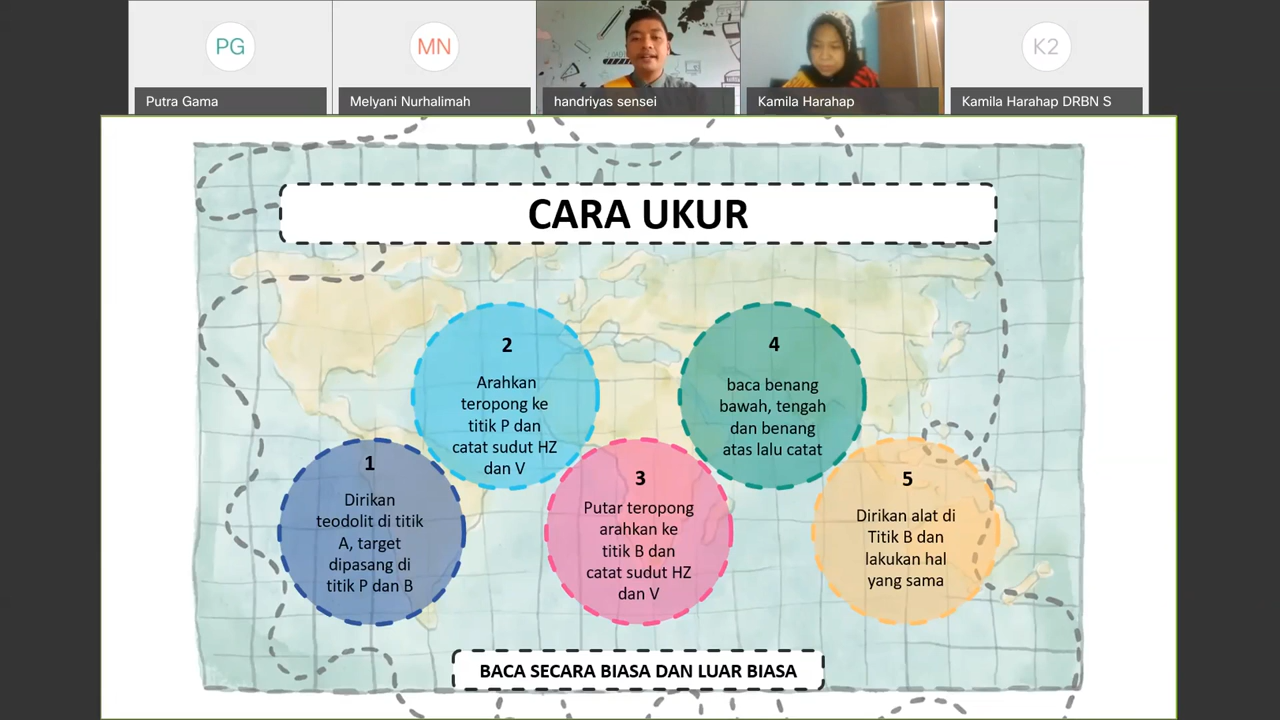 PG
MN
K2
Putra Gama
Melyani Nurhalimah
handriyas sensei
Kamila Harahap
Kamila Harahap DRBN S
CARA UKUR
1
Dirikan
teodolit di titik
A, target
dipasang di
titik P dan B
2
Arahkan
teropong ke
titik P dan
catat sudut HZ
dan V
3
Putar teropong
arahkan ke
titik B dan
catat sudut HZ
dan V
4
baca benang
bawah, tengah
dan benang
atas lalu catat
5
Dirikan alat di
Titik B dan
lakukan hal
yang sama
BACA SECARA BIASA DAN LUAR BIASA